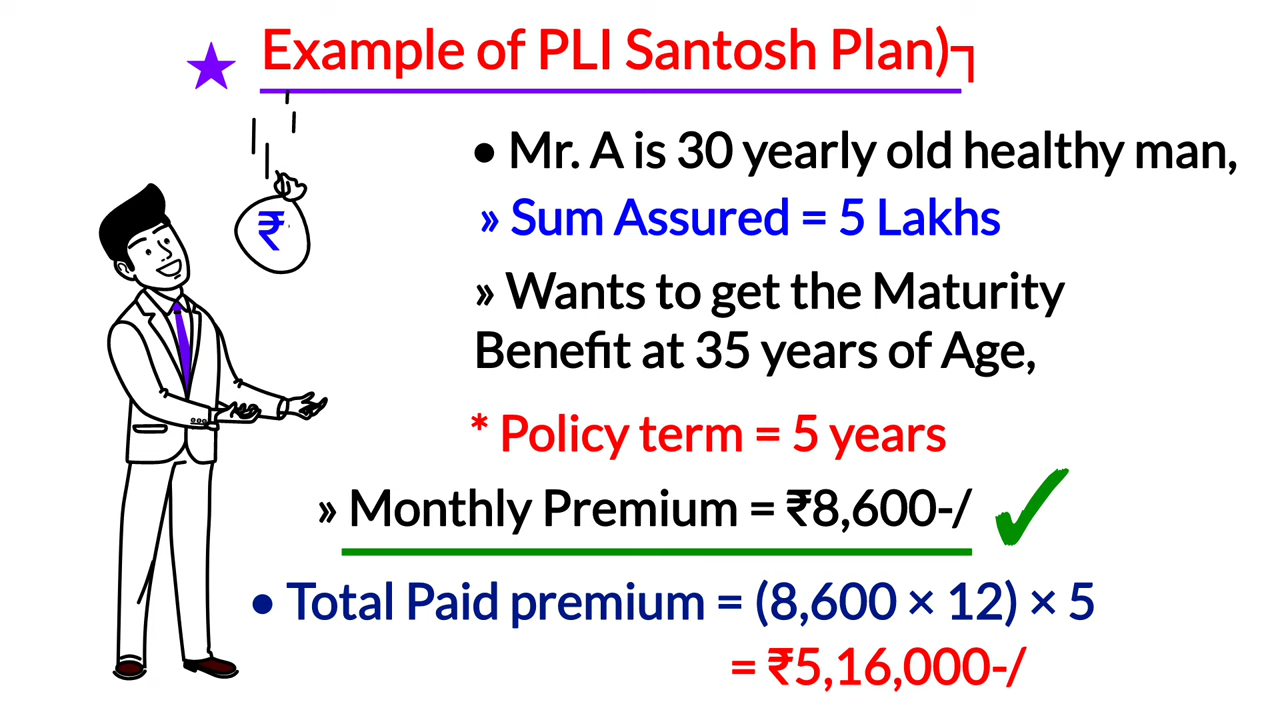 Example of PLI Santosh Plan)┐
• Mr. A is 30 yearly old healthy man,
» Sum Assured = 5 Lakhs
₹
» Wants to get the Maturity
Benefit at 35 years of Age,
* Policy term = 5 years
» Monthly Premium = ₹8,600-/
• Total Paid premium = (8,600 × 12) × 5
= ₹5,16,000-/